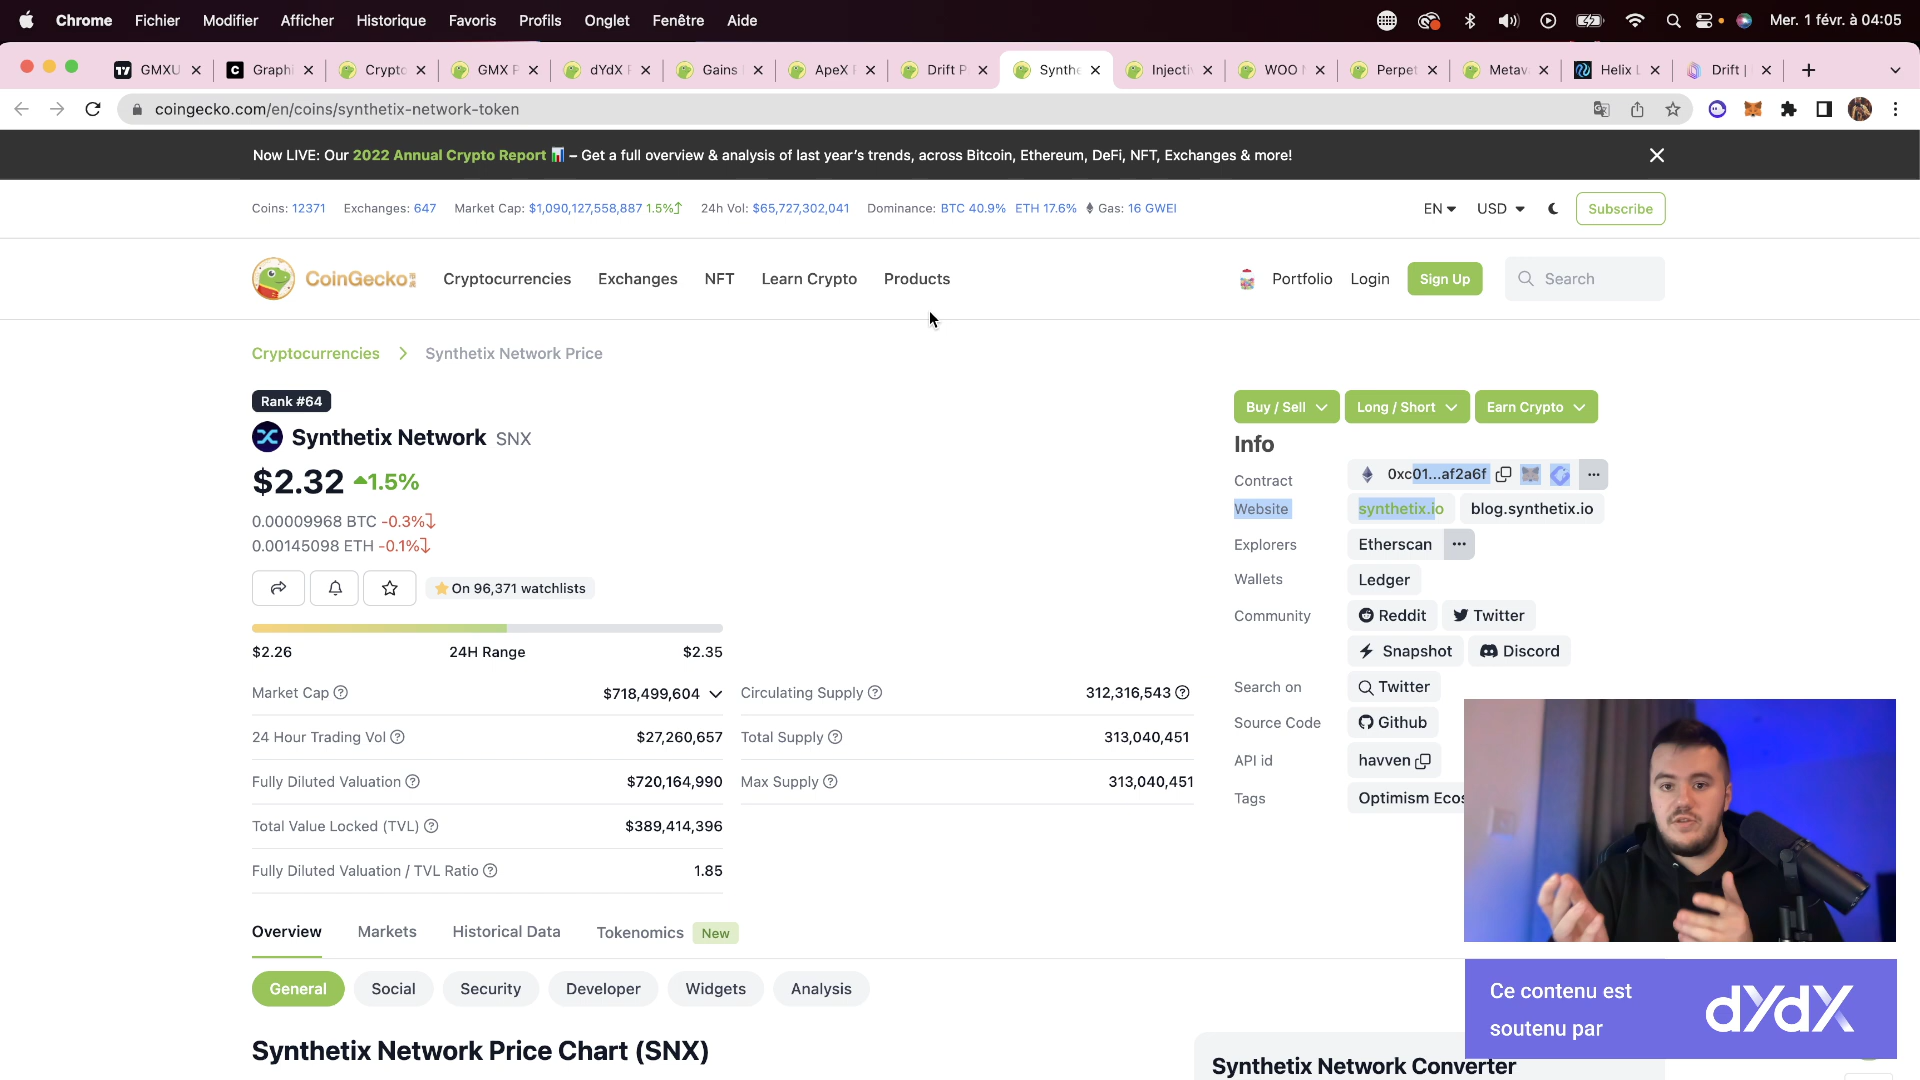 Chrome Fichier Modifier Afficher Historique Favoris Profils Onglet Fenêtre Aide Mer. 1 févr. à 04:05
GMXU Graphi Crypto GMX P dYdX P Gains ApeX P Drift P Synthe Injectiv WOO N Perpet Metav Helix L Drift |
coingecko.com/en/coins/synthetix-network-token
Now LIVE: Our 2022 Annual Crypto Report – Get a full overview & analysis of last year's trends, across Bitcoin, Ethereum, DeFi, NFT, Exchanges & more!
Coins: 12371 Exchanges: 647 Market Cap: $1,090,127,558,887 1.5% 24h Vol: $65,727,302,041 Dominance: BTC 40.9% ETH 17.6% Gas: 16 GWEI EN USD Subscribe
CoinGecko Cryptocurrencies Exchanges NFT Learn Crypto Products Portfolio Login Sign Up Search
Cryptocurrencies Synthetix Network Price
Rank #64
Synthetix Network SNX
$2.32 1.5%
0.00009968 BTC -0.3%
0.00145098 ETH -0.1%
On 96,371 watchlists
$2.26 24H Range $2.35
Market Cap $718,499,604
24 Hour Trading Vol $27,260,657
Fully Diluted Valuation $720,164,990
Total Value Locked (TVL) $389,414,396
Fully Diluted Valuation / TVL Ratio 1.85
Circulating Supply 312,316,543
Total Supply 313,040,451
Max Supply 313,040,451
Buy / Sell Long / Short Earn Crypto
Info
Contract 0xc01...af2a6f
Website synthetix.io blog.synthetix.io
Explorers Etherscan
Wallets Ledger
Community Reddit Twitter
Snapshot Discord
Search on Twitter
Source Code Github
API id havven
Tags Optimism Ecos
Overview Markets Historical Data Tokenomics New
General Social Security Developer Widgets Analysis
Synthetix Network Price Chart (SNX)
Synthetix Network Converter
Ce contenu est
soutenu par
dYdX